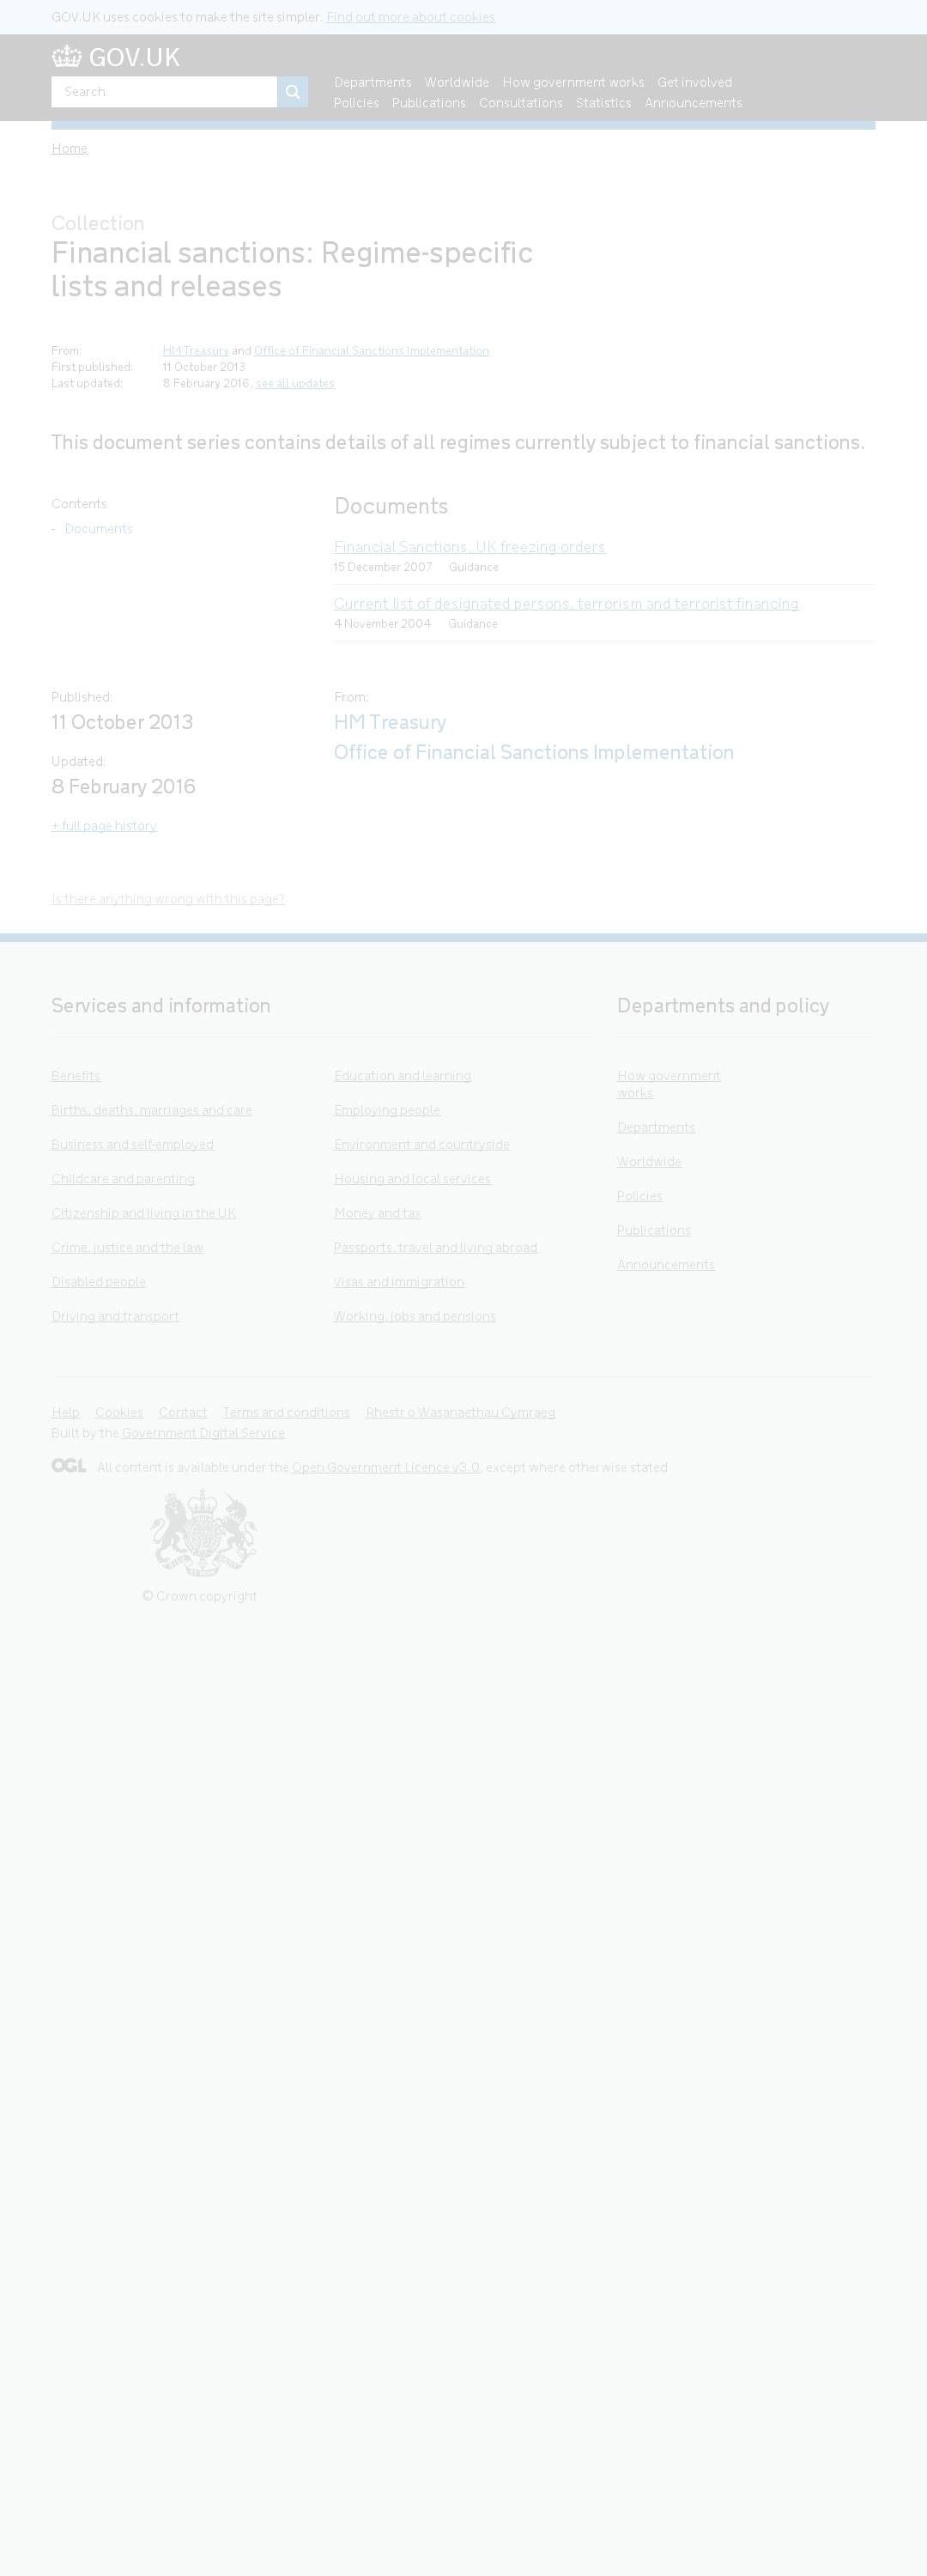 GOV.UK uses cookies to make the site simpler. Find out more about cookies
GOV.UK
Search
Departments Worldwide How government works Get involved
Policies Publications Consultations Statistics Announcements
Home
Collection
Financial sanctions: Regime-specific
lists and releases
From: HM Treasury and Office of Financial Sanctions Implementation
First published: 11 October 2013
Last updated: 8 February 2016, see all updates
This document series contains details of all regimes currently subject to financial sanctions.
Contents
- Documents
Documents
Financial Sanctions, UK freezing orders
15 December 2007 Guidance
Current list of designated persons, terrorism and terrorist financing
4 November 2004 Guidance
Published:
11 October 2013
Updated:
8 February 2016
+ full page history
From:
HM Treasury
Office of Financial Sanctions Implementation
Is there anything wrong with this page?
Services and information
Benefits
Births, deaths, marriages and care
Business and self-employed
Childcare and parenting
Citizenship and living in the UK
Crime, justice and the law
Disabled people
Driving and transport
Education and learning
Employing people
Environment and countryside
Housing and local services
Money and tax
Passports, travel and living abroad
Visas and immigration
Working, jobs and pensions
Departments and policy
How government
works
Departments
Worldwide
Policies
Publications
Announcements
Help Cookies Contact Terms and conditions Rhestr o Wasanaethau Cymraeg
Built by the Government Digital Service
OGL All content is available under the Open Government Licence v3.0, except where otherwise stated
© Crown copyright